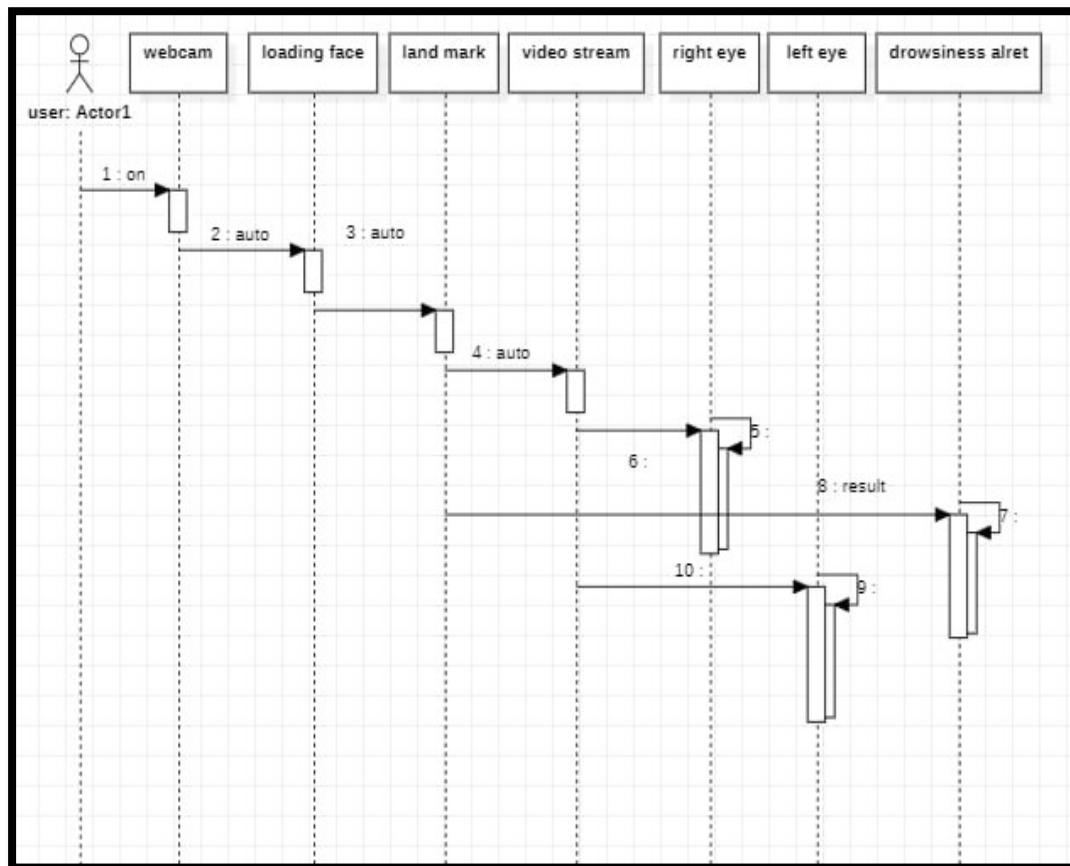 webcam
loading face
land mark
video stream
right eye
left eye
drowsiness alret
user: Actor1
1 : on
2 : auto
3 : auto
4 : auto
5 :
6 :
8 : result
7 :
10 :
9 :